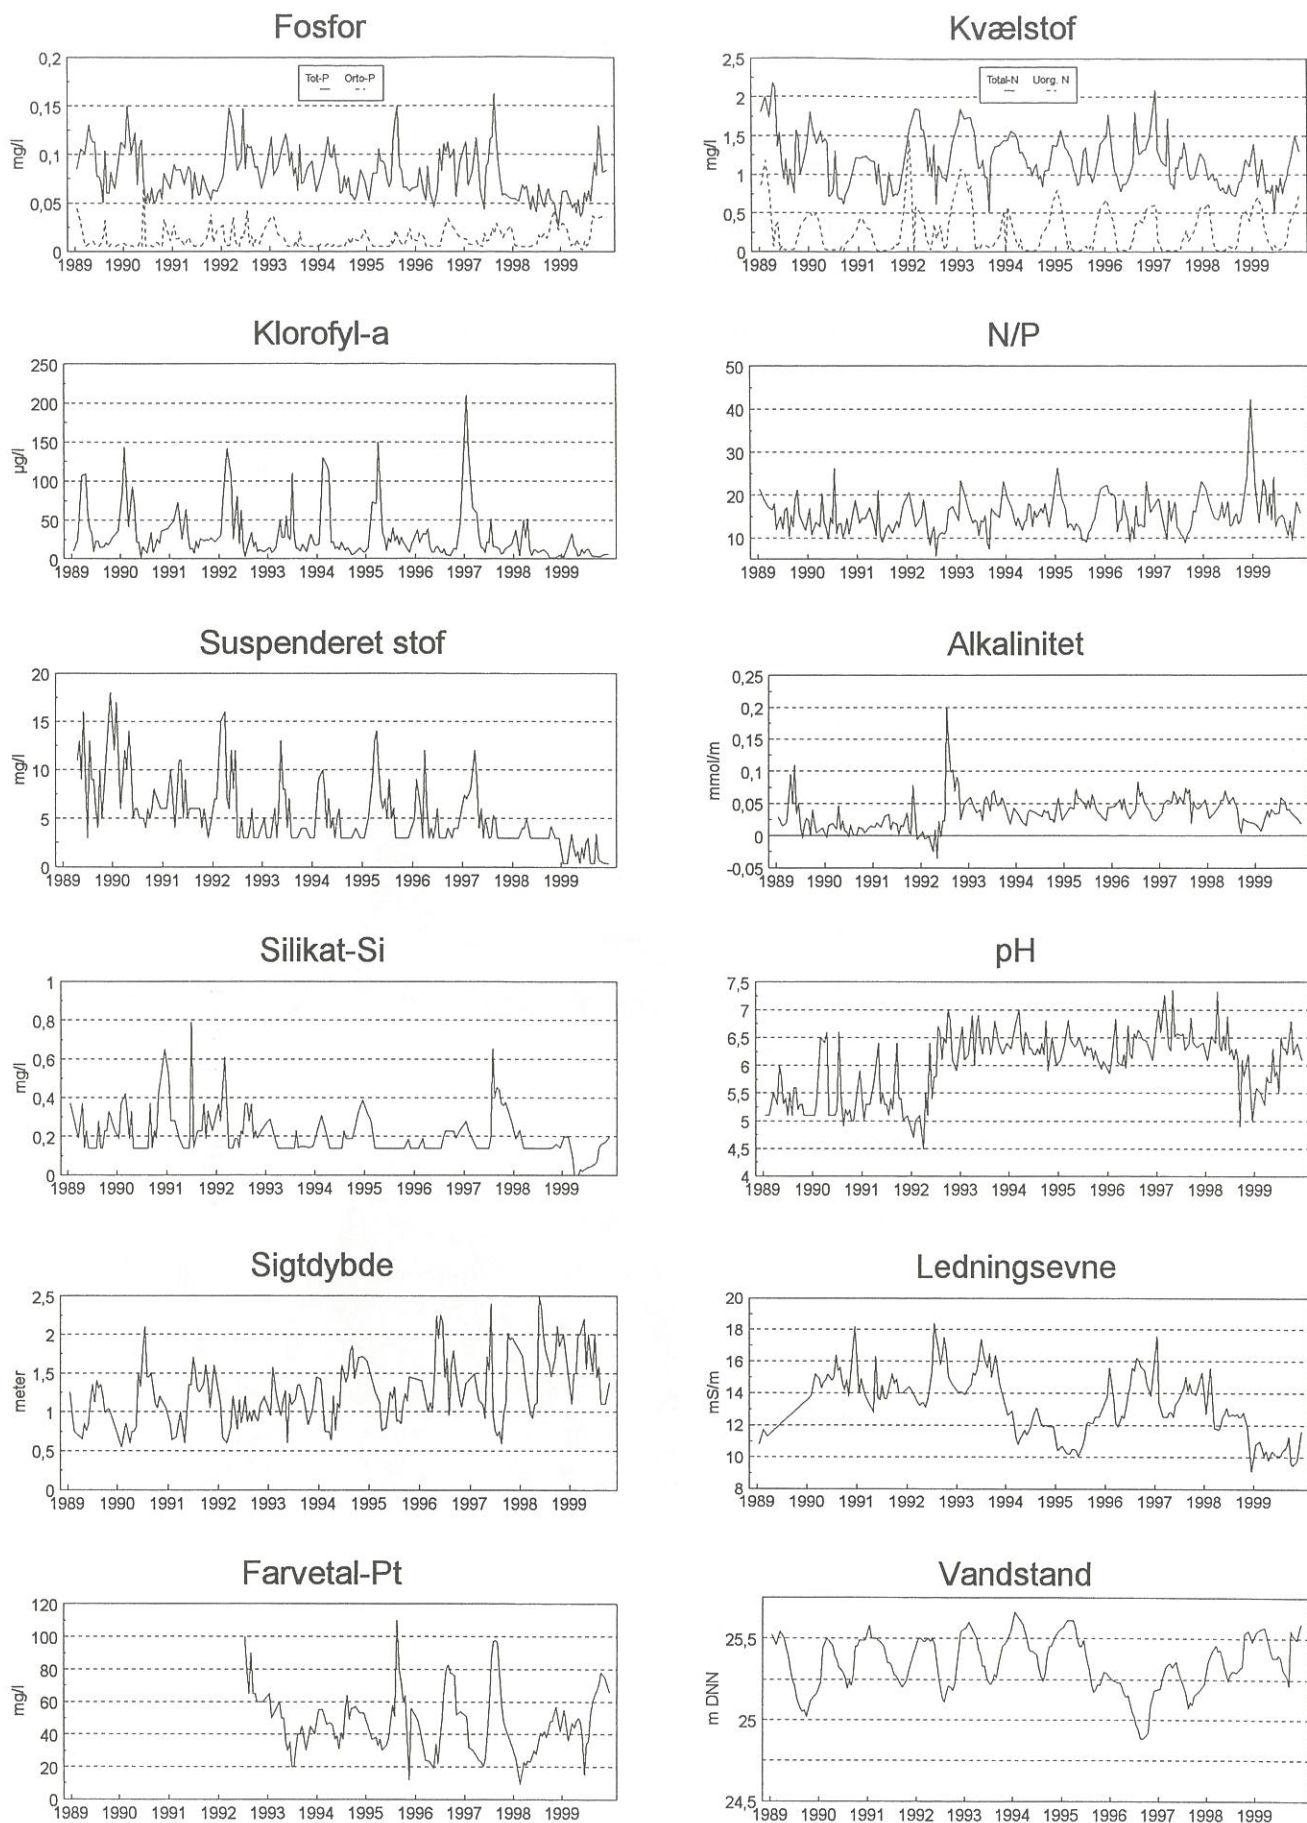 Fosfor
0,2
0,15
0,1
0,05
0
mg/l
Tot-P Orto-P
1989 1990 1991 1992 1993 1994 1995 1996 1997 1998 1999
Kvælstof
2,5
2
1,5
1
0,5
0
mg/l
Total-N Uorg. N
1989 1990 1991 1992 1993 1994 1995 1996 1997 1998 1999
Klorofyl-a
250
200
150
100
50
0
µg/l
1989 1990 1991 1992 1993 1994 1995 1996 1997 1998 1999
N/P
50
40
30
20
10
1989 1990 1991 1992 1993 1994 1995 1996 1997 1998 1999
Suspenderet stof
20
15
10
5
0
mg/l
1989 1990 1991 1992 1993 1994 1995 1996 1997 1998 1999
Alkalinitet
0,25
0,2
0,15
0,1
0,05
0
-0,05
mmol/m
1989 1990 1991 1992 1993 1994 1995 1996 1997 1998 1999
Silikat-Si
1
0,8
0,6
0,4
0,2
0
mg/l
1989 1990 1991 1992 1993 1994 1995 1996 1997 1998 1999
pH
7,5
7
6,5
6
5,5
5
4,5
4
1989 1990 1991 1992 1993 1994 1995 1996 1997 1998 1999
Sigtdybde
2,5
2
1,5
1
0,5
0
meter
1989 1990 1991 1992 1993 1994 1995 1996 1997 1998 1999
Ledningsevne
20
18
16
14
12
10
8
mS/m
1989 1990 1991 1992 1993 1994 1995 1996 1997 1998 1999
Farvetal-Pt
120
100
80
60
40
20
0
mg/l
1989 1990 1991 1992 1993 1994 1995 1996 1997 1998 1999
Vandstand
25,5
25
24,5
m DNN
1989 1990 1991 1992 1993 1994 1995 1996 1997 1998 1999